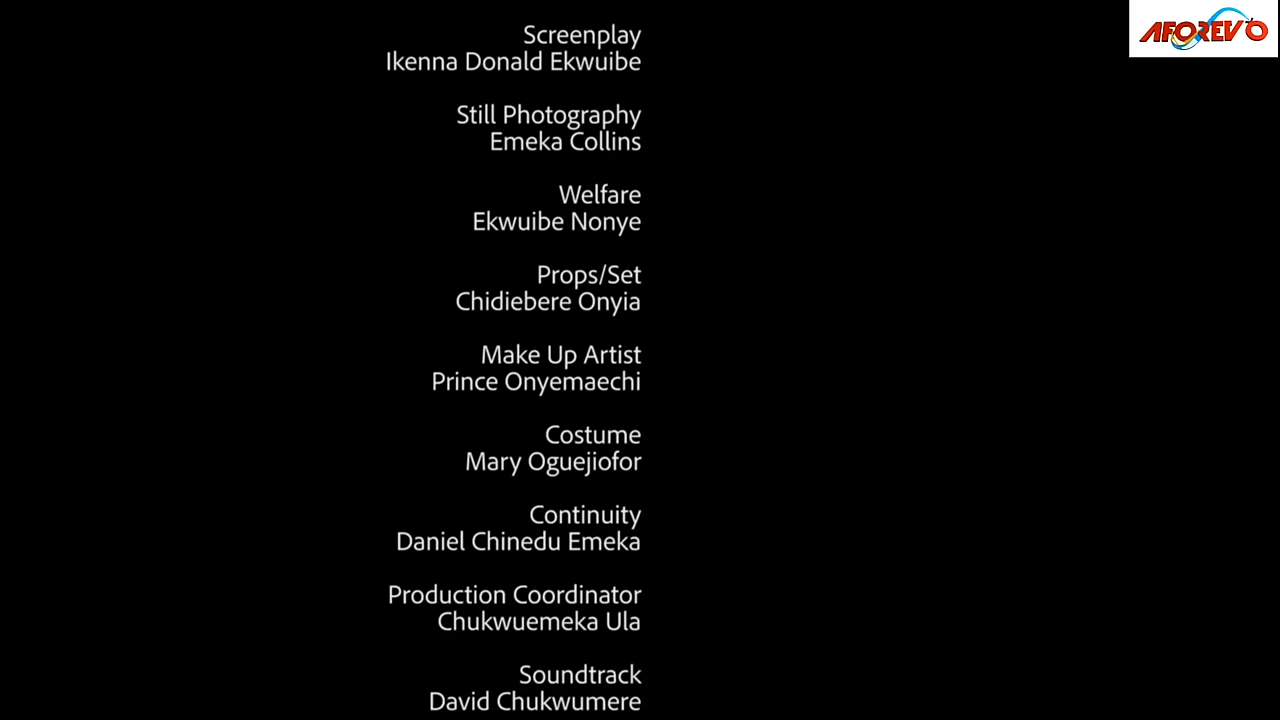 AFOREVO
Screenplay
Ikenna Donald Ekwuibe
Still Photography
Emeka Collins
Welfare
Ekwuibe Nonye
Props/Set
Chidiebere Onyia
Make Up Artist
Prince Onyemaechi
Costume
Mary Oguejiofor
Continuity
Daniel Chinedu Emeka
Production Coordinator
Chukwuemeka Ula
Soundtrack
David Chukwumere